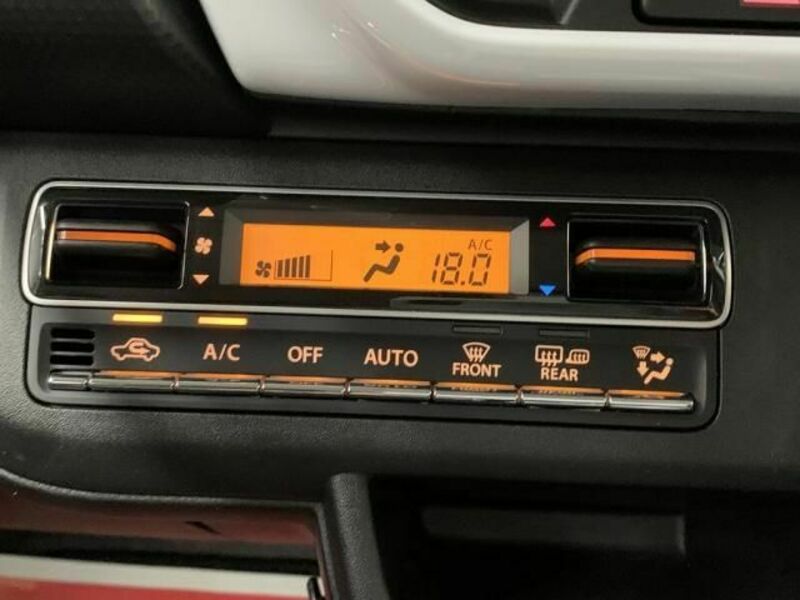 A/C
18.0
A/C
OFF
AUTO
FRONT
REAR